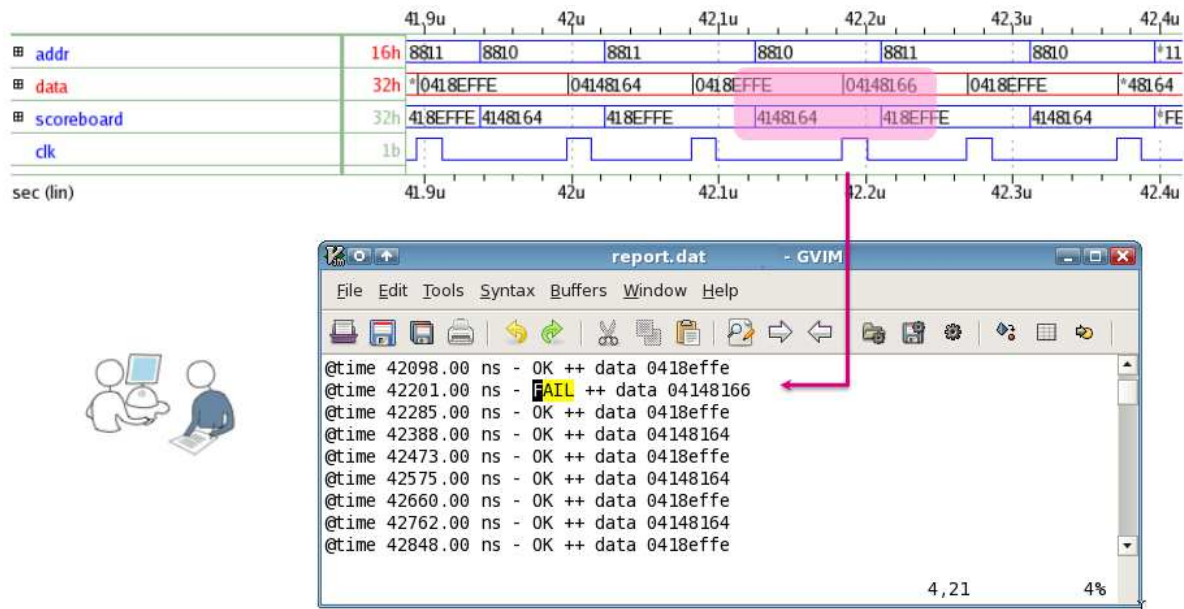 41,9u 42u 42,1u 42,2u 42,3u 42,4u
addr 16h 8811 8810 8811 8810 8811 8810 *11
data 32h * 0418EFFE 04148164 0418EFFE 04148166 0418EFFE *48164
scoreboard 32h 418EFFE 4148164 418EFFE 4148164 418EFFE 4148164 *FE
clk 1b
sec (lin) 41.9u 42u 42.1u 42.2u 42.3u 42.4u
report.dat - GVIM
File Edit Tools Syntax Buffers Window Help
@time 42098.00 ns - OK ++ data 0418effe
@time 42201.00 ns - FAIL ++ data 04148166
@time 42285.00 ns - OK ++ data 0418effe
@time 42388.00 ns - OK ++ data 04148164
@time 42473.00 ns - OK ++ data 0418effe
@time 42575.00 ns - OK ++ data 04148164
@time 42660.00 ns - OK ++ data 0418effe
@time 42762.00 ns - OK ++ data 04148164
@time 42848.00 ns - OK ++ data 0418effe
4,21 4%